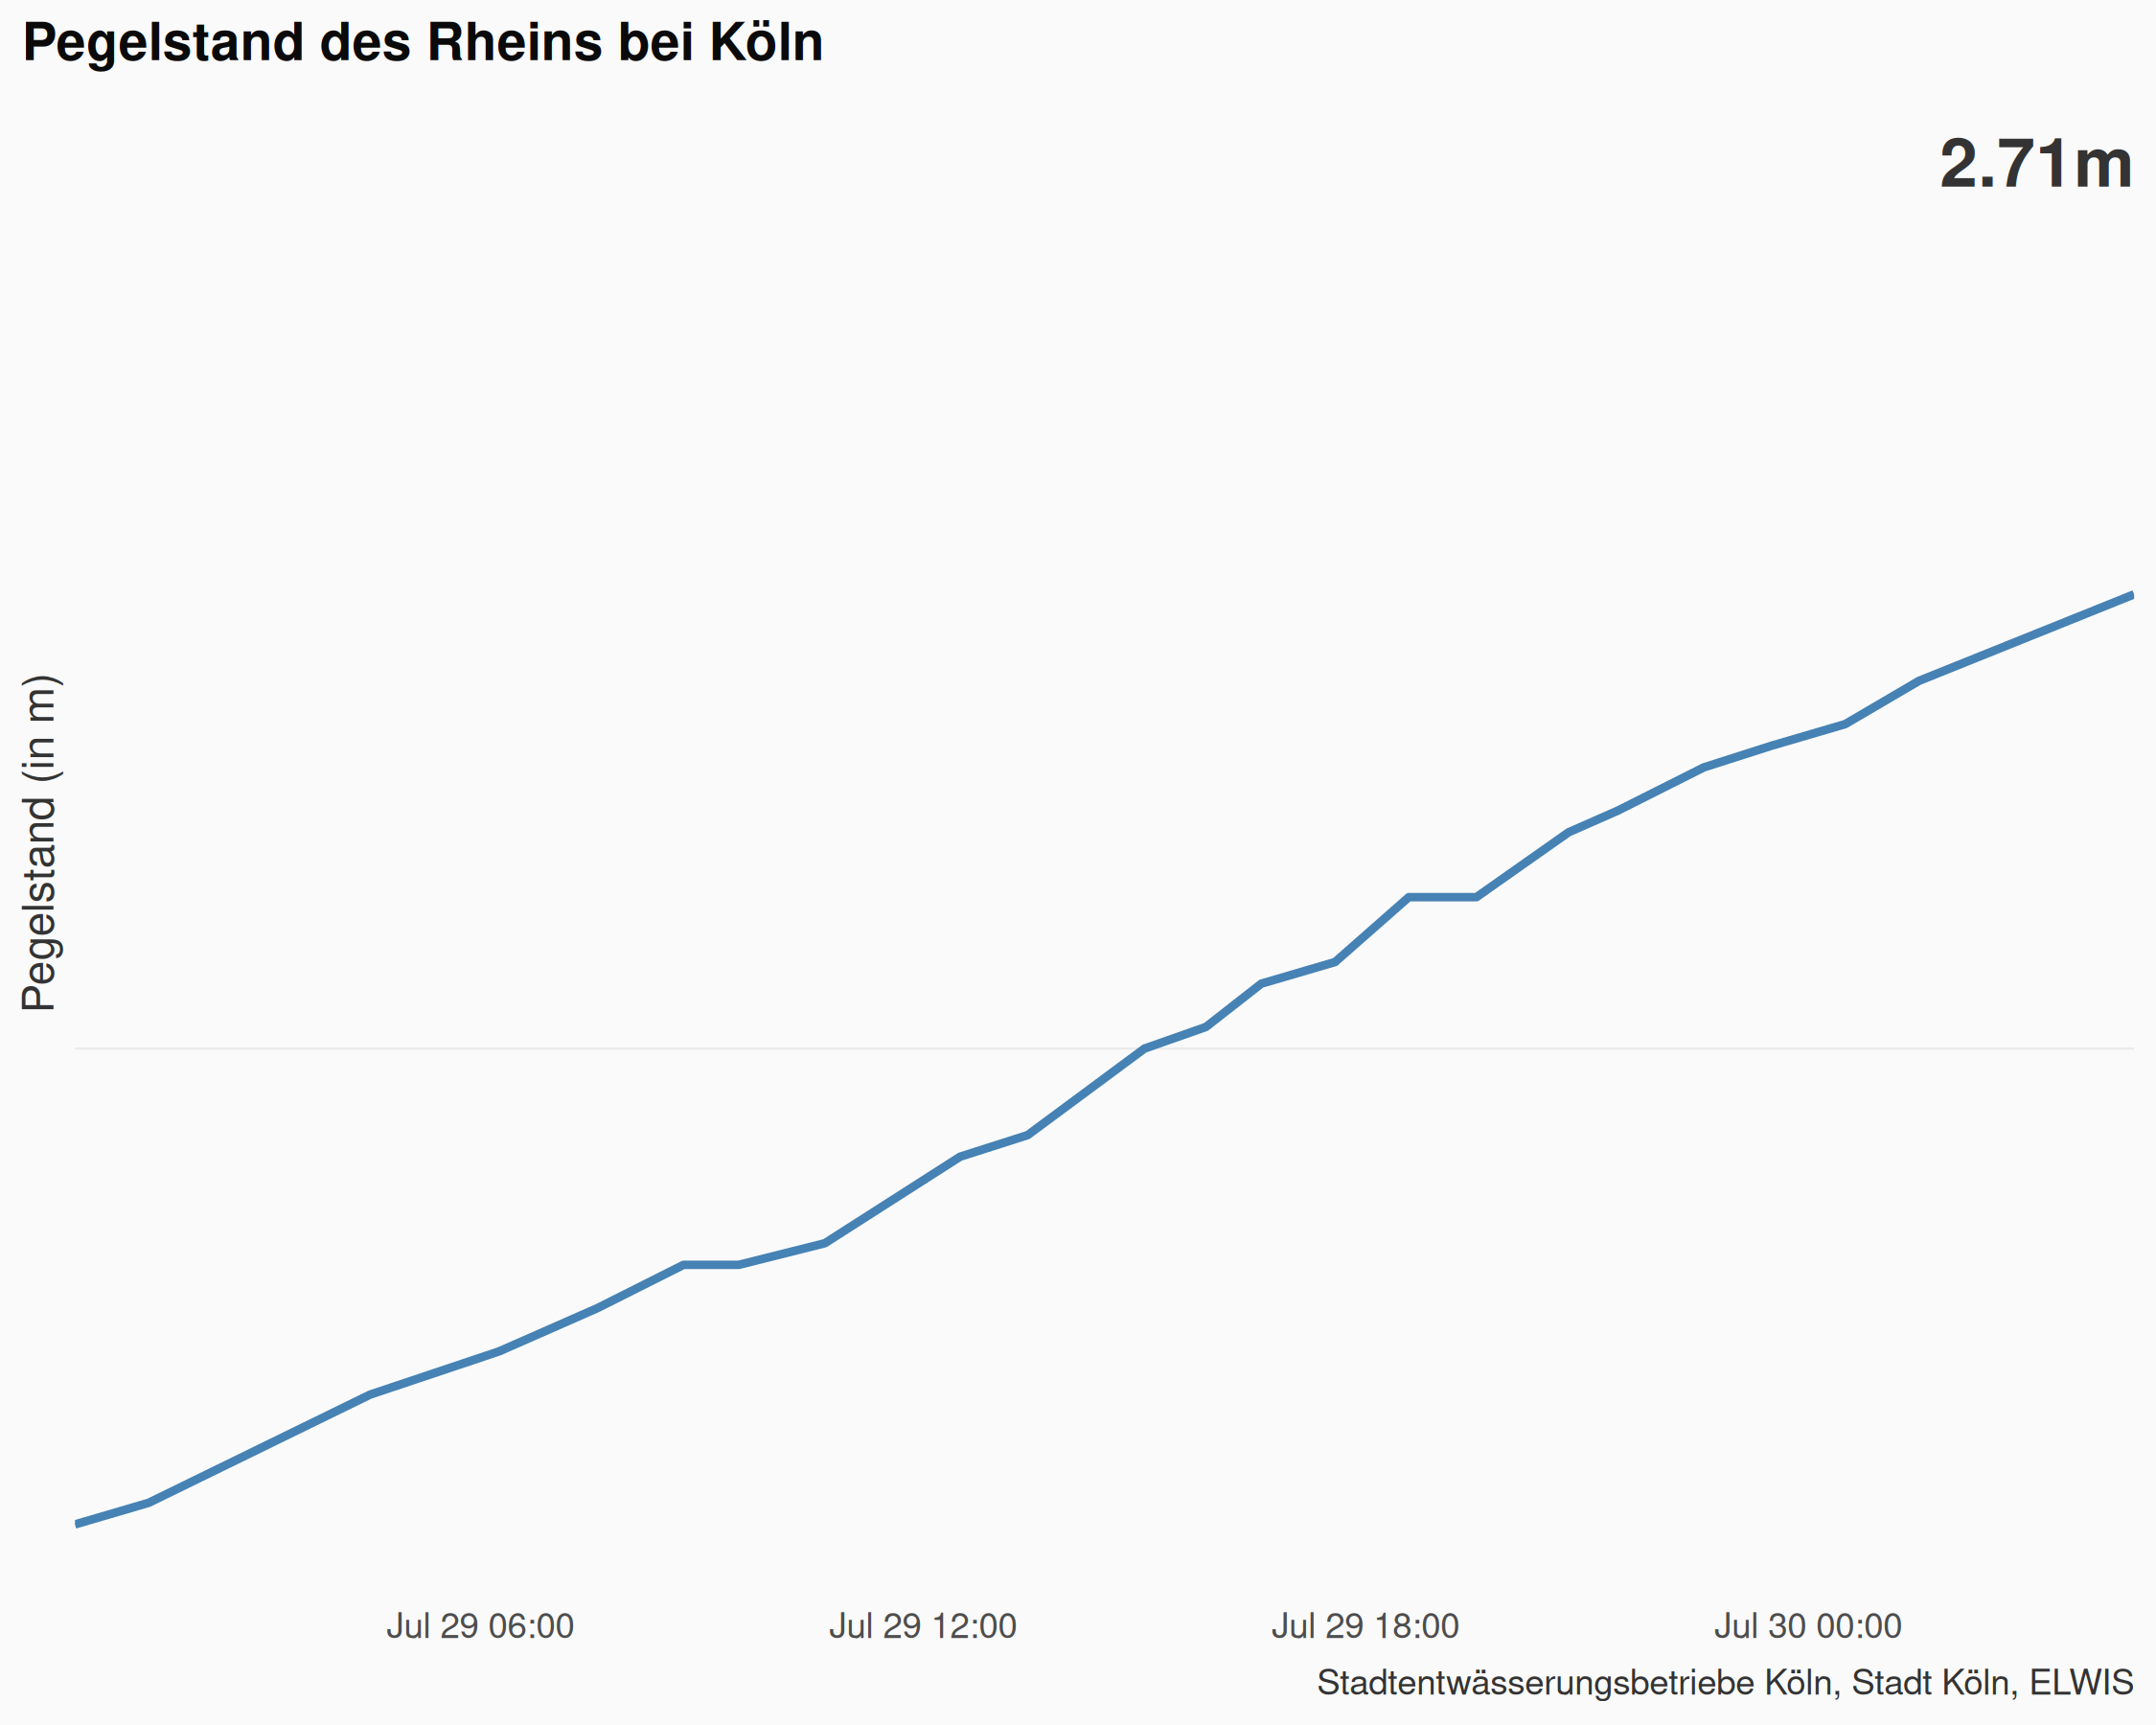 Pegelstand des Rheins bei Köln
2.71m
Pegelstand (in m)
Jul 29 06:00 Jul 29 12:00 Jul 29 18:00 Jul 30 00:00
Stadtentwässerungsbetriebe Köln, Stadt Köln, ELWIS